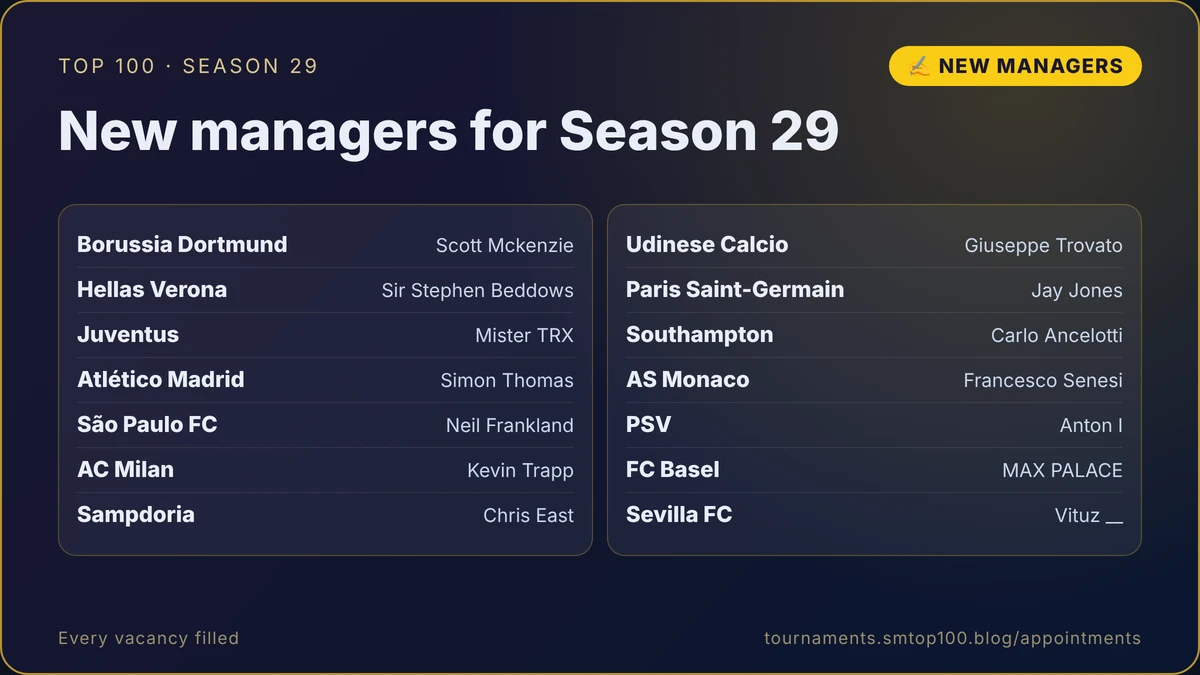 TOP 100 · SEASON 29
✍️ NEW MANAGERS
New managers for Season 29
Borussia Dortmund Scott Mckenzie
Hellas Verona Sir Stephen Beddows
Juventus Mister TRX
Atlético Madrid Simon Thomas
São Paulo FC Neil Frankland
AC Milan Kevin Trapp
Sampdoria Chris East
Udinese Calcio Giuseppe Trovato
Paris Saint-Germain Jay Jones
Southampton Carlo Ancelotti
AS Monaco Francesco Senesi
PSV Anton I
FC Basel MAX PALACE
Sevilla FC Vituz __
Every vacancy filled
tournaments.smtop100.blog/appointments